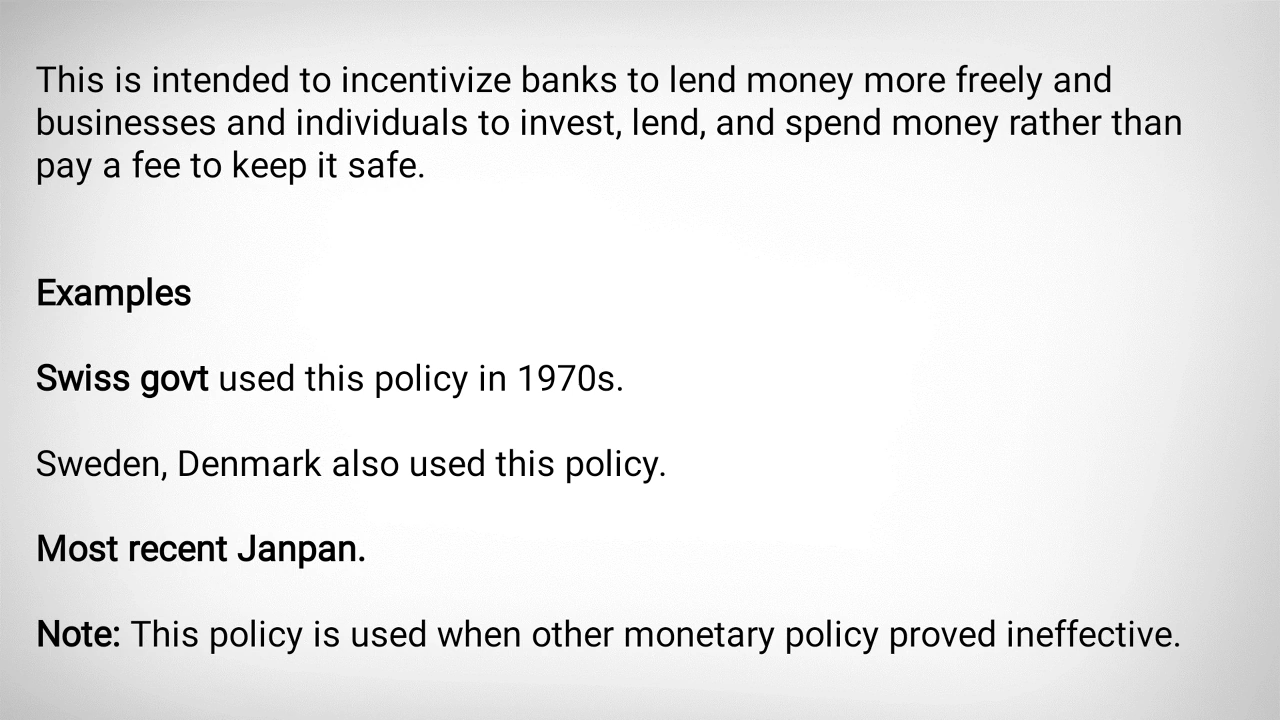 This is intended to incentivize banks to lend money more freely and
businesses and individuals to invest, lend, and spend money rather than
pay a fee to keep it safe.
Examples
Swiss govt used this policy in 1970s.
Sweden, Denmark also used this policy.
Most recent Janpan.
Note: This policy is used when other monetary policy proved ineffective.